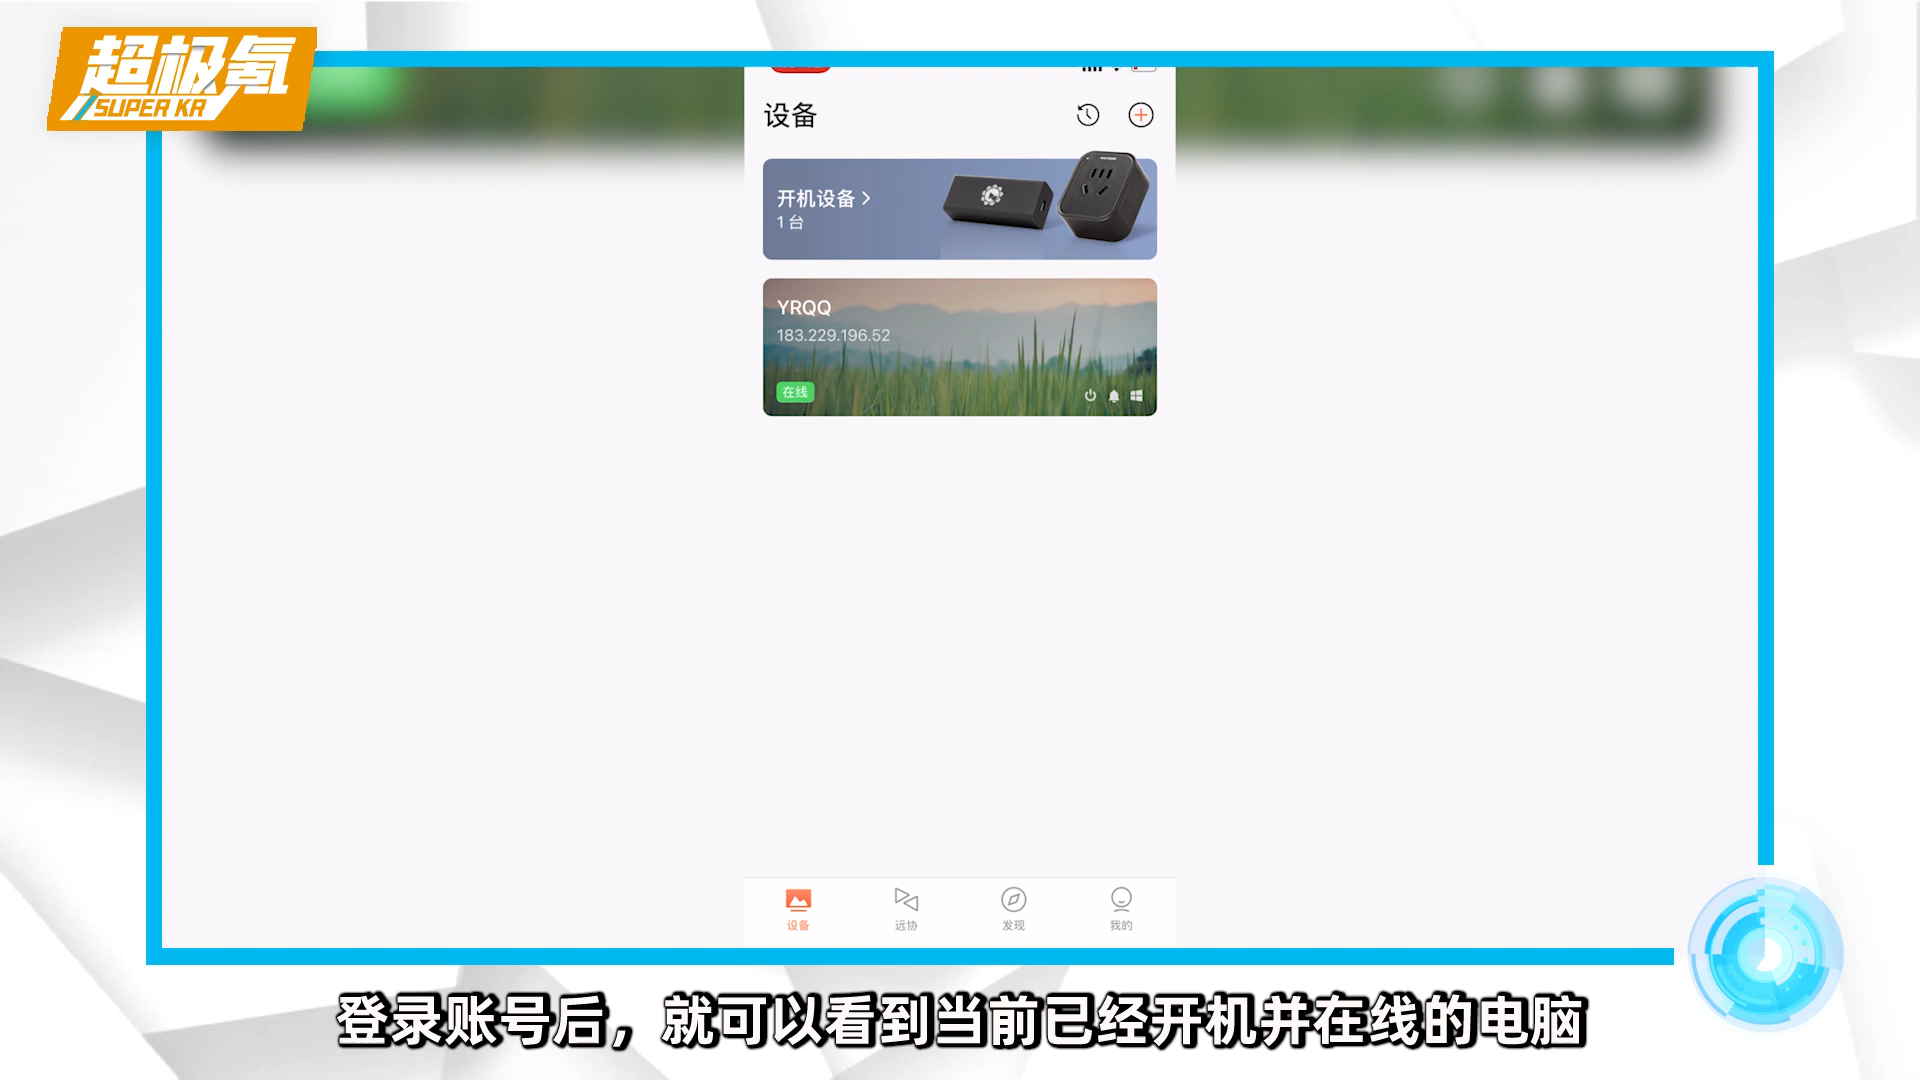 超极氪
SUPER KR
设备
开机设备
1 台
YRQQ
183.229.196.52
在线
设备
远协
发现
我的
登录账号后，就可以看到当前已经开机并在线的电脑